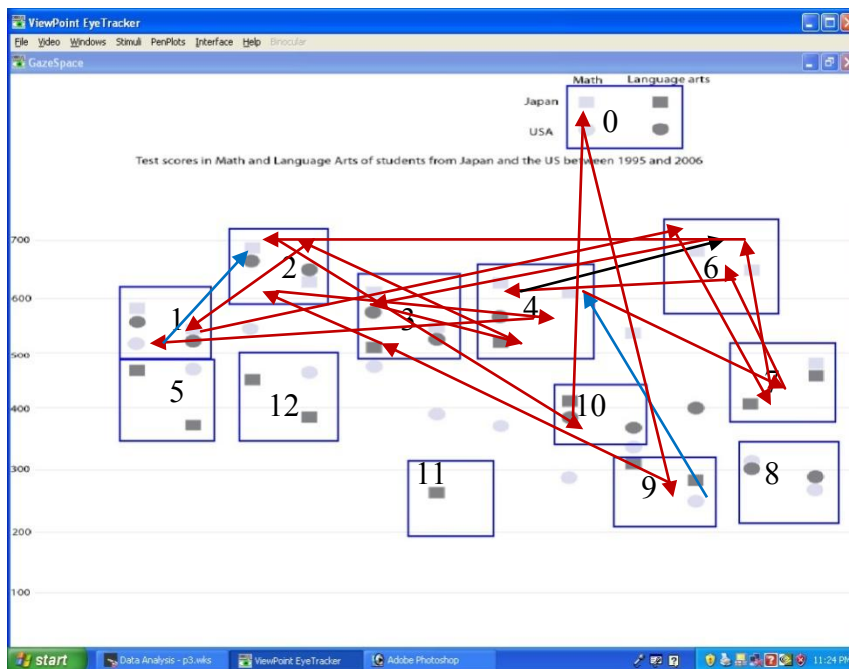 ViewPoint EyeTracker
File Video Windows Stimuli PenPlots Interface Help Binocular
GazeSpace
Math Language arts
Japan
0
USA
Test scores in Math and Language Arts of students from Japan and the US between 1995 and 2006
700
2
6
600
1
3
4
500
5
12
7
400
10
300
11
9
8
200
100
start Data Analysis - p3.wks ViewPoint EyeTracker Adobe Photoshop 11:24 PM